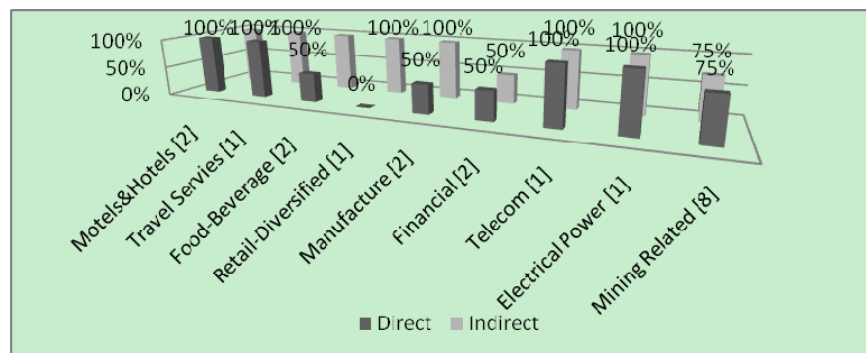 100%
50%
0%
100%
100%
100%
50%
0%
100%
50%
100%
50%
50%
100%
100%
100%
100%
75%
75%
Motels&Hotels [2]
Travel Servies [1]
Food-Beverage [2]
Retail-Diversified [1]
Manufacture [2]
Financial [2]
Telecom [1]
Electrical Power [1]
Mining Related [8]
Direct
Indirect